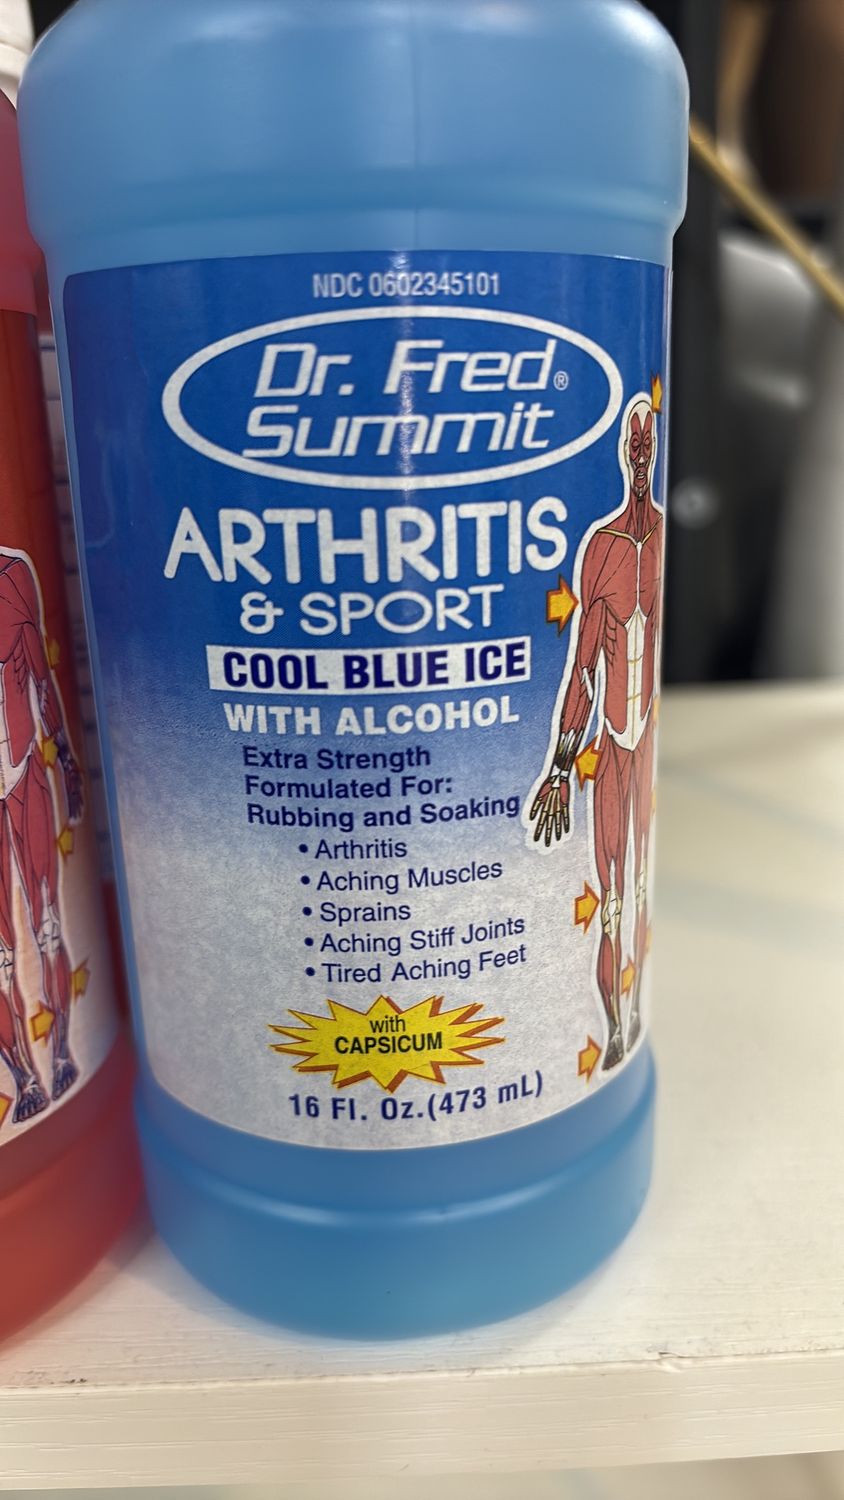 NDC 0602345101
Dr. Fred®
Summit
ARTHRITIS
& SPORT
COOL BLUE ICE
WITH ALCOHOL
Extra Strength
Formulated For:
Rubbing and Soaking
• Arthritis
• Aching Muscles
• Sprains
• Aching Stiff Joints
• Tired Aching Feet
with
CAPSICUM
16 Fl. Oz.(473 mL)